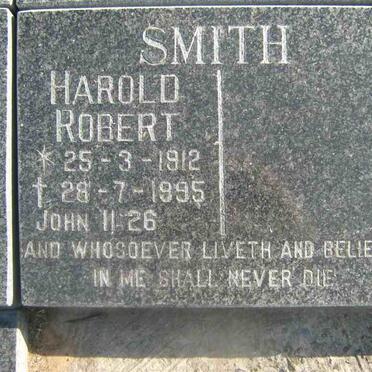 SMITH
HAROLD
ROBERT
* 25-3-1912
† 28-7-1995
JOHN 11:26
AND WHOSOEVER LIVETH AND BELIE
IN ME SHALL NEVER DIE